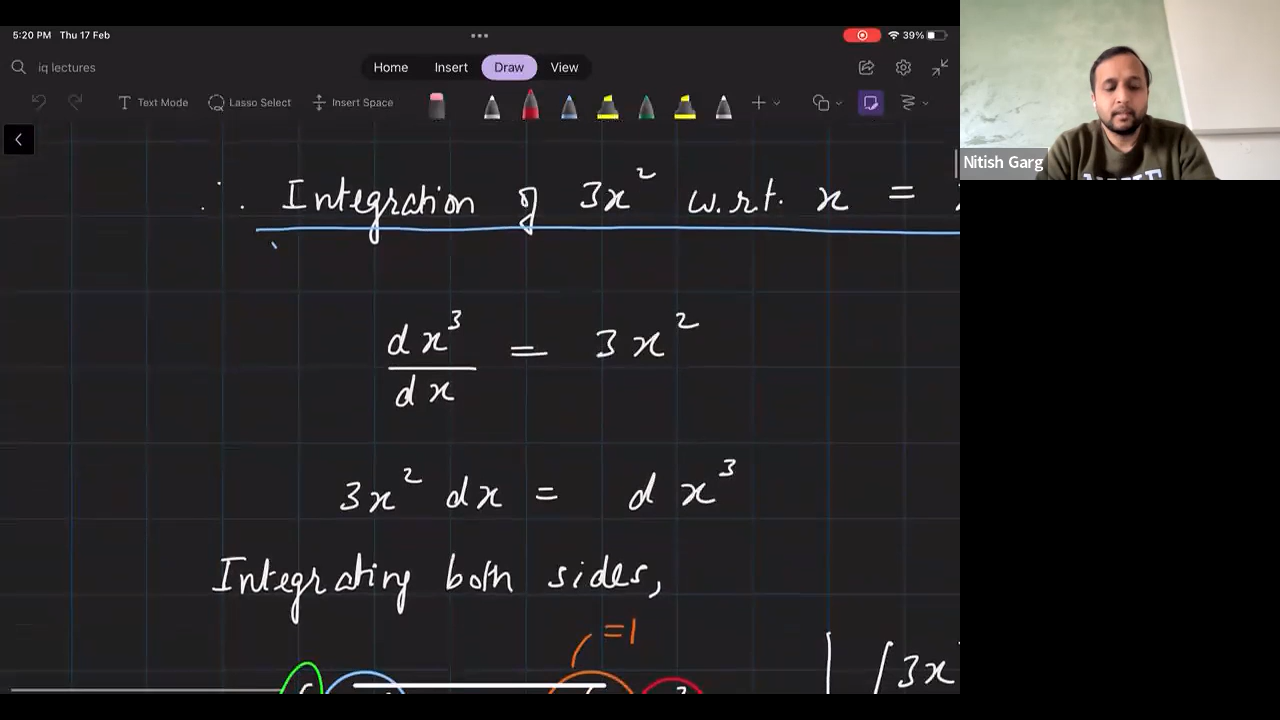 5:20 PM Thu 17 Feb
39%
iq lectures
Home Insert Draw View
Text Mode Lasso Select Insert Space
Nitish Garg
∴ Integration of 3x² w.r.t. x =
dx³/dx = 3x²
3x² dx = d x³
Integrating both sides,
=1
∫3x